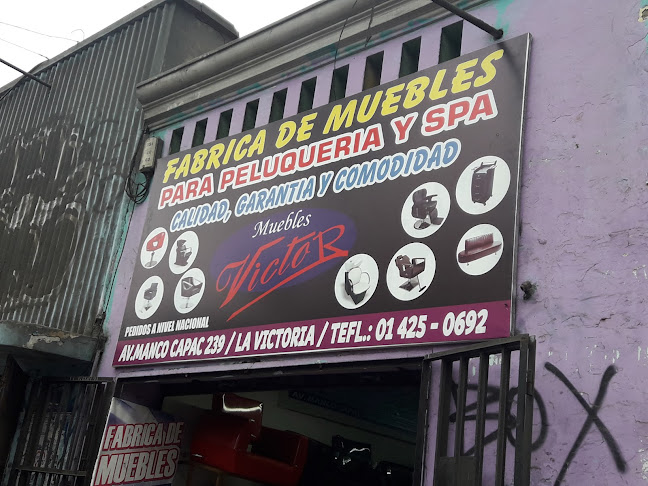 FABRICA DE MUEBLES
PARA PELUQUERIA Y SPA
CALIDAD, GARANTIA Y COMODIDAD
Muebles
VictoR
PEDIDOS A NIVEL NACIONAL
AV.MANCO CAPAC 239 / LA VICTORIA / TEFL.: 01 425 - 0692
FABRICA DE
MUEBLES